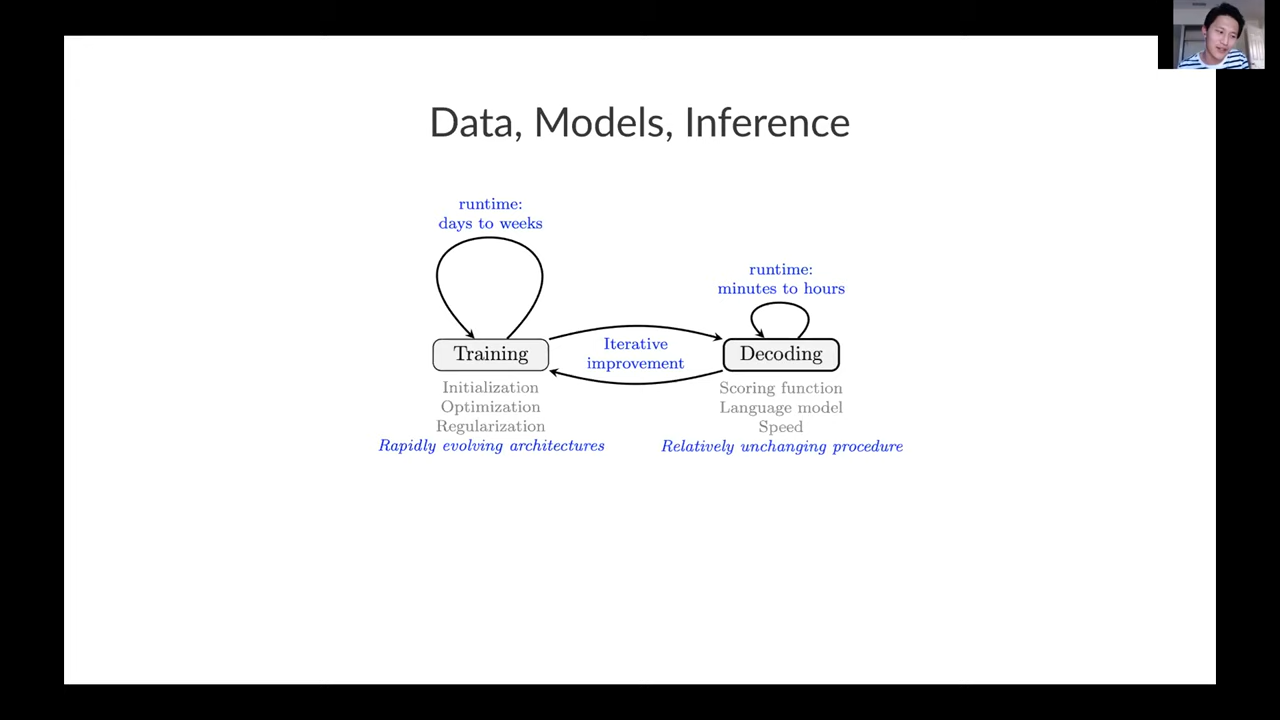 Data, Models, Inference
runtime:
days to weeks
runtime:
minutes to hours
Training
Iterative
improvement
Decoding
Initialization
Optimization
Regularization
Rapidly evolving architectures
Scoring function
Language model
Speed
Relatively unchanging procedure